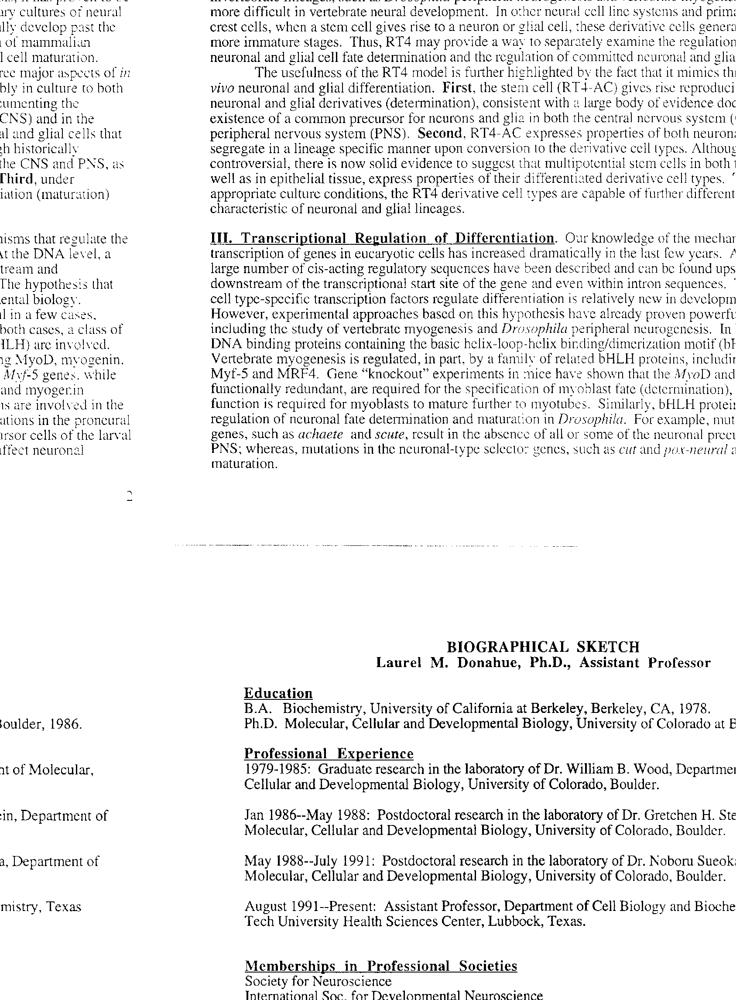 ary cultures of neural
ally develop past the
n of mammalian
l cell maturation.
ree major aspects of in
bly in culture to both
cumenting the
CNS) and in the
al and glial cells that
gh historically
the CNS and PNS, as
Third, under
iation (maturation)
nisms that regulate the
At the DNA level, a
tream and
The hypothesis that
ental biology.
l in a few cases,
both cases, a class of
HLH) are involved.
ng MyoD, myogenin,
Myf-5 genes, while
and myogenin
ns are involved in the
ations in the proneural
rsor cells of the larval
affect neuronal
2
more difficult in vertebrate neural development. In other neural cell line systems and prima
crest cells, when a stem cell gives rise to a neuron or glial cell, these derivative cells genera
more immature stages. Thus, RT4 may provide a way to separately examine the regulation
neuronal and glial cell fate determination and the regulation of committed neuronal and glia
The usefulness of the RT4 model is further highlighted by the fact that it mimics th
vivo neuronal and glial differentiation. First, the stem cell (RT4-AC) gives rise reproduci
neuronal and glial derivatives (determination), consistent with a large body of evidence doc
existence of a common precursor for neurons and glia in both the central nervous system (
peripheral nervous system (PNS). Second, RT4-AC expresses properties of both neurona
segregate in a lineage specific manner upon conversion to the derivative cell types. Althoug
controversial, there is now solid evidence to suggest that multipotential stem cells in both t
well as in epithelial tissue, express properties of their differentiated derivative cell types.
appropriate culture conditions, the RT4 derivative cell types are capable of further different
characteristic of neuronal and glial lineages.
III. Transcriptional Regulation of Differentiation. Our knowledge of the mechan
transcription of genes in eucaryotic cells has increased dramatically in the last few years. A
large number of cis-acting regulatory sequences have been described and can be found ups
downstream of the transcriptional start site of the gene and even within intron sequences.
cell type-specific transcription factors regulate differentiation is relatively new in developm
However, experimental approaches based on this hypothesis have already proven powerfu
including the study of vertebrate myogenesis and Drosophila peripheral neurogenesis. In
DNA binding proteins containing the basic helix-loop-helix binding/dimerization motif (bH
Vertebrate myogenesis is regulated, in part, by a family of related bHLH proteins, includin
Myf-5 and MRF4. Gene “knockout” experiments in mice have shown that the MyoD and
functionally redundant, are required for the specification of myoblast fate (determination),
function is required for myoblasts to mature further to myotubes. Similarly, bHLH protein
regulation of neuronal fate determination and maturation in Drosophila. For example, mut
genes, such as achaete and scute, result in the absence of all or some of the neuronal precu
PNS; whereas, mutations in the neuronal-type selector genes, such as cut and pox-neural a
maturation.
BIOGRAPHICAL SKETCH
Laurel M. Donahue, Ph.D., Assistant Professor
Education
B.A. Biochemistry, University of California at Berkeley, Berkeley, CA, 1978.
Ph.D. Molecular, Cellular and Developmental Biology, University of Colorado at B
Boulder, 1986.
Professional Experience
1979-1985: Graduate research in the laboratory of Dr. William B. Wood, Departme
nt of Molecular,
Cellular and Developmental Biology, University of Colorado, Boulder.
Jan 1986--May 1988: Postdoctoral research in the laboratory of Dr. Gretchen H. Ste
in, Department of
Molecular, Cellular and Developmental Biology, University of Colorado, Boulder.
May 1988--July 1991: Postdoctoral research in the laboratory of Dr. Noboru Sueok
a, Department of
Molecular, Cellular and Developmental Biology, University of Colorado, Boulder.
August 1991--Present: Assistant Professor, Department of Cell Biology and Bioche
mistry, Texas
Tech University Health Sciences Center, Lubbock, Texas.
Memberships in Professional Societies
Society for Neuroscience
International Soc. for Developmental Neuroscience